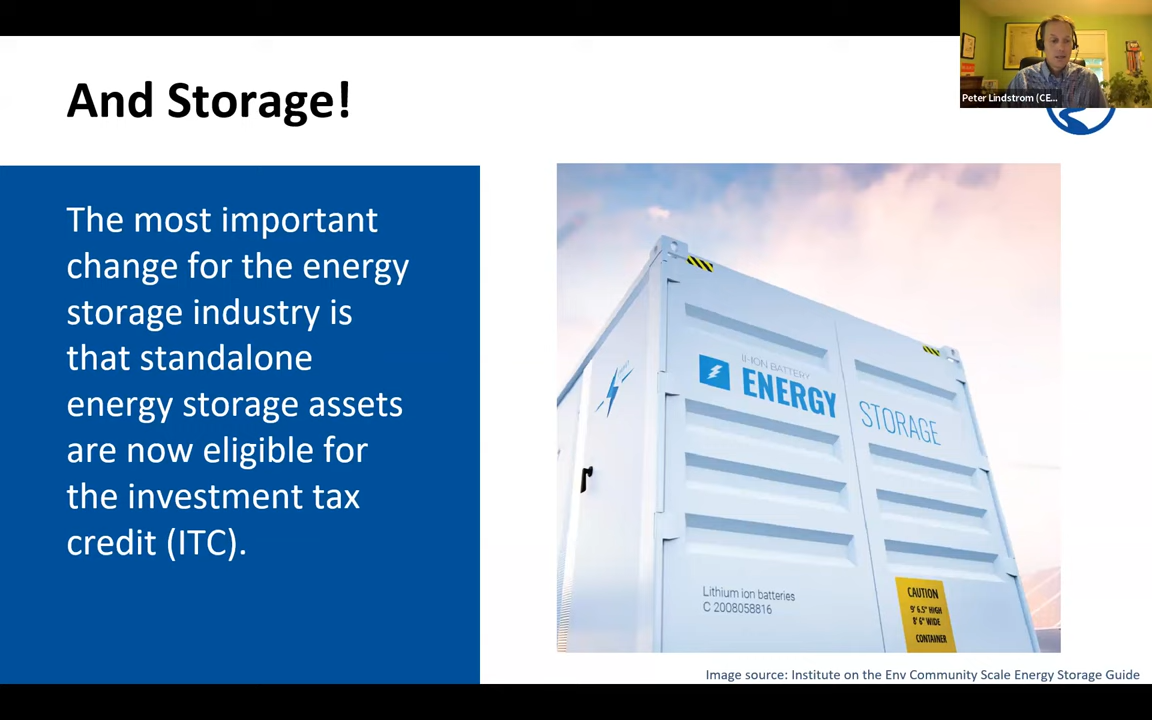 And Storage!
Peter Lindstrom (CE...
The most important
change for the energy
storage industry is
that standalone
energy storage assets
are now eligible for
the investment tax
credit (ITC).
LI-ION BATTERY
ENERGY STORAGE
Lithium ion batteries
C 2008058816
CAUTION
9' 6.5" HIGH
8' 6" WIDE
CONTAINER
Image source: Institute on the Env Community Scale Energy Storage Guide